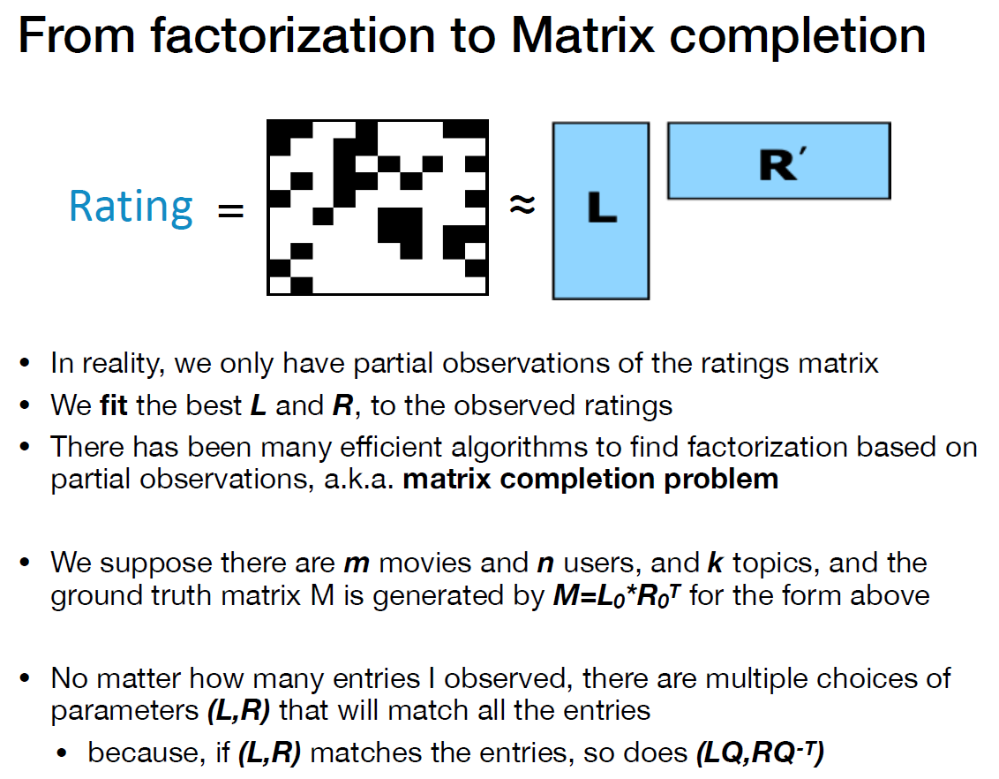 From factorization to Matrix completion
Rating = ≈ L R′
• In reality, we only have partial observations of the ratings matrix
• We fit the best L and R, to the observed ratings
• There has been many efficient algorithms to find factorization based on
partial observations, a.k.a. matrix completion problem
• We suppose there are m movies and n users, and k topics, and the
ground truth matrix M is generated by M=L₀*R₀ᵀ for the form above
• No matter how many entries I observed, there are multiple choices of
parameters (L,R) that will match all the entries
• because, if (L,R) matches the entries, so does (LQ,RQ⁻ᵀ)